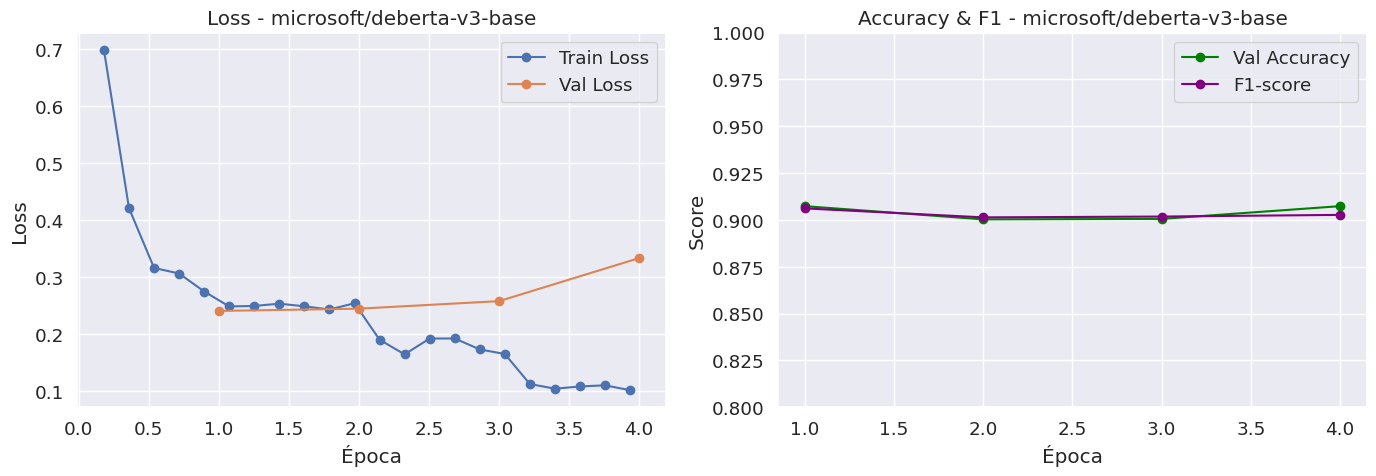 Loss - microsoft/deberta-v3-base
Train Loss
Val Loss
0.7
0.6
0.5
0.4
0.3
0.2
0.1
Loss
0.0 0.5 1.0 1.5 2.0 2.5 3.0 3.5 4.0
Época
Accuracy & F1 - microsoft/deberta-v3-base
Val Accuracy
F1-score
1.000
0.975
0.950
0.925
0.900
0.875
0.850
0.825
0.800
Score
1.0 1.5 2.0 2.5 3.0 3.5 4.0
Época